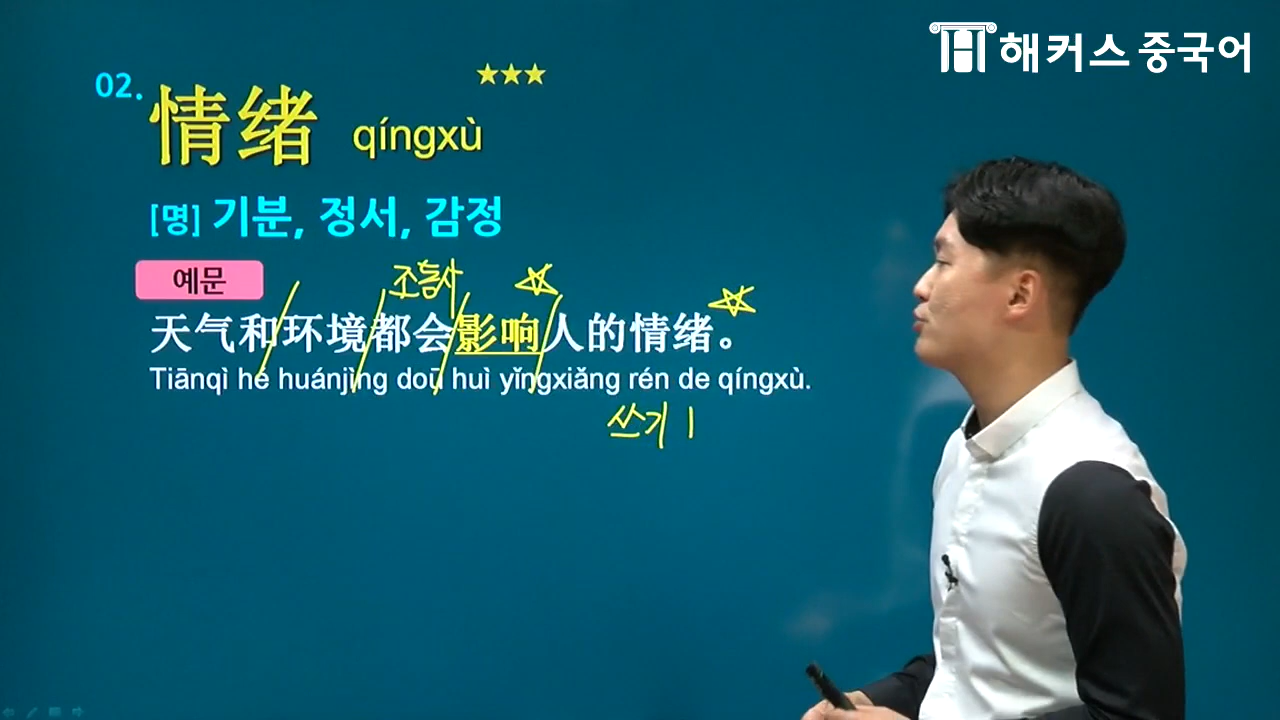 해커스 중국어
★★★
02. 情绪 qíngxù
[명] 기분, 정서, 감정
예문
조동사
天气和环境都会影响人的情绪。
Tiānqì hé huánjìng doū huì yǐngxiǎng rén de qíngxù.
쓰기 1